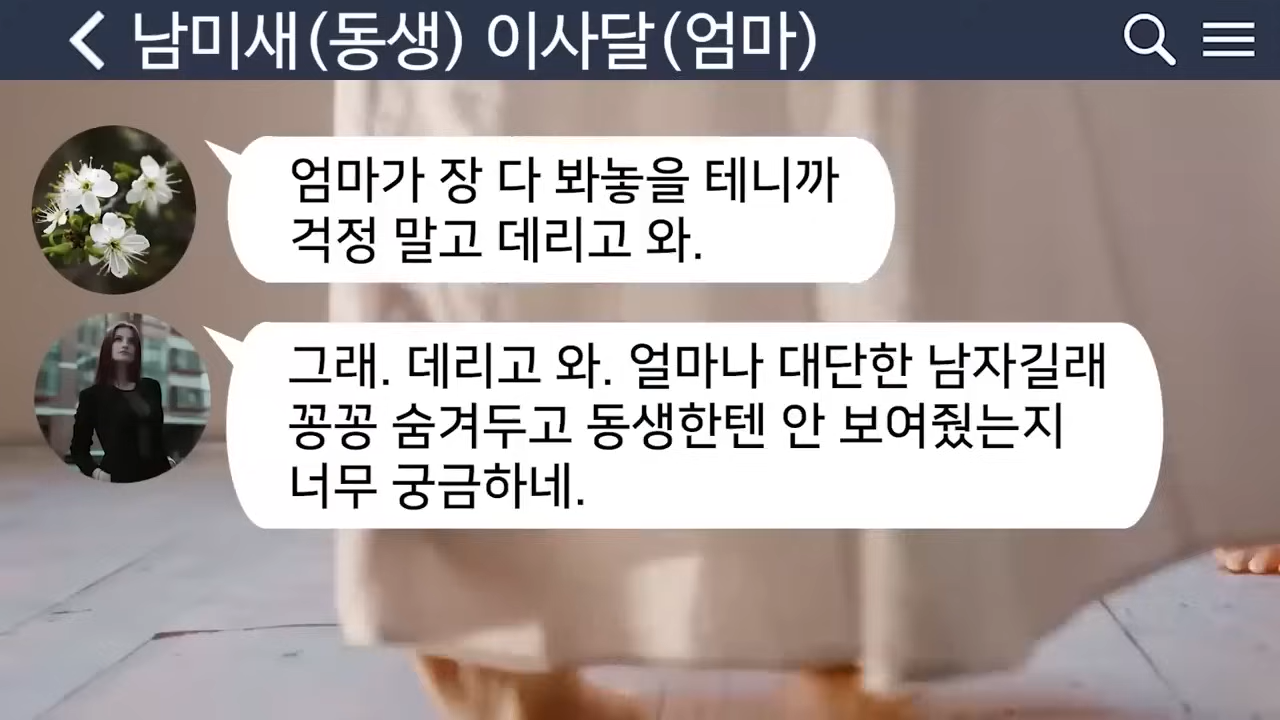 남미새(동생) 이사달(엄마)
엄마가 장 다 봐놓을 테니까
걱정 말고 데리고 와.
그래. 데리고 와. 얼마나 대단한 남자길래
꽁꽁 숨겨두고 동생한텐 안 보여줬는지
너무 궁금하네.